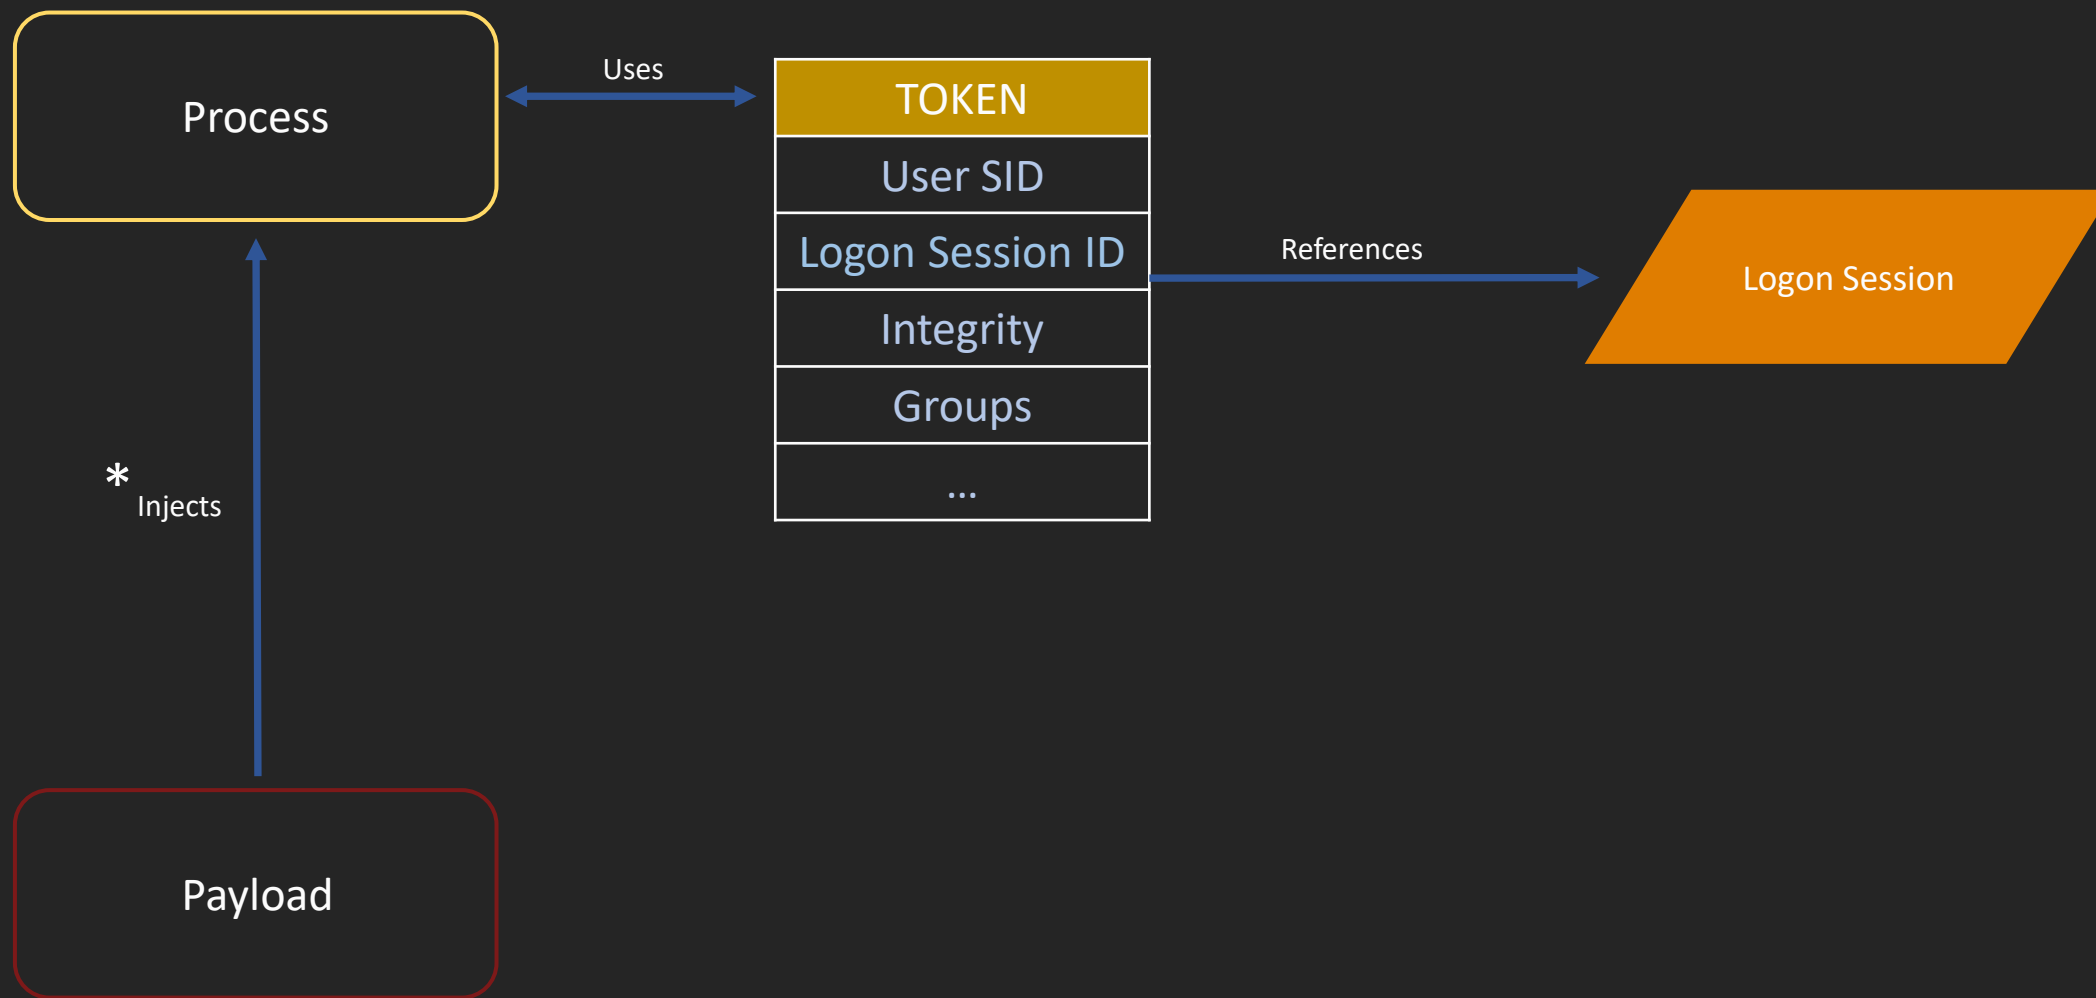 Process
Uses
TOKEN
User SID
Logon Session ID
Integrity
Groups
...
References
Logon Session
*
Injects
Payload